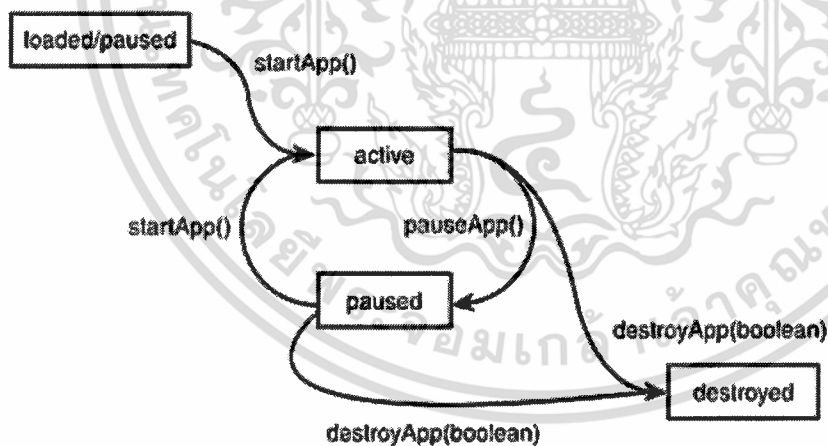 loaded/paused
startApp()
active
startApp()
pauseApp()
paused
destroyApp(boolean)
destroyed
destroyApp(boolean)